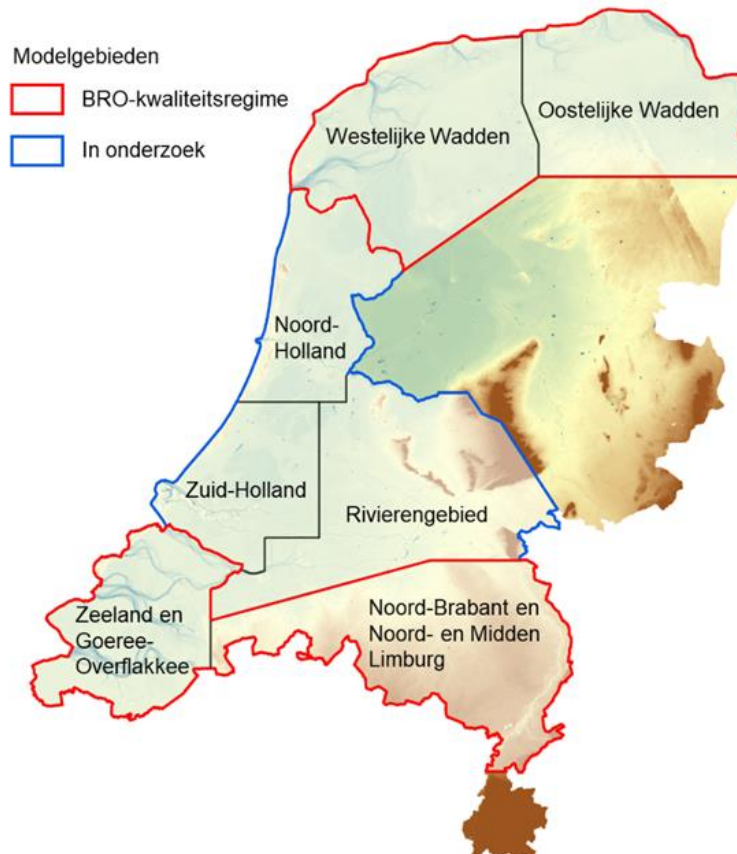 Modelgebieden
BRO-kwaliteitsregime
In onderzoek
Westelijke Wadden
Oostelijke Wadden
Noord-
Holland
Zuid-Holland
Rivierengebied
Zeeland en
Goeree-
Overflakkee
Noord-Brabant en
Noord- en Midden
Limburg